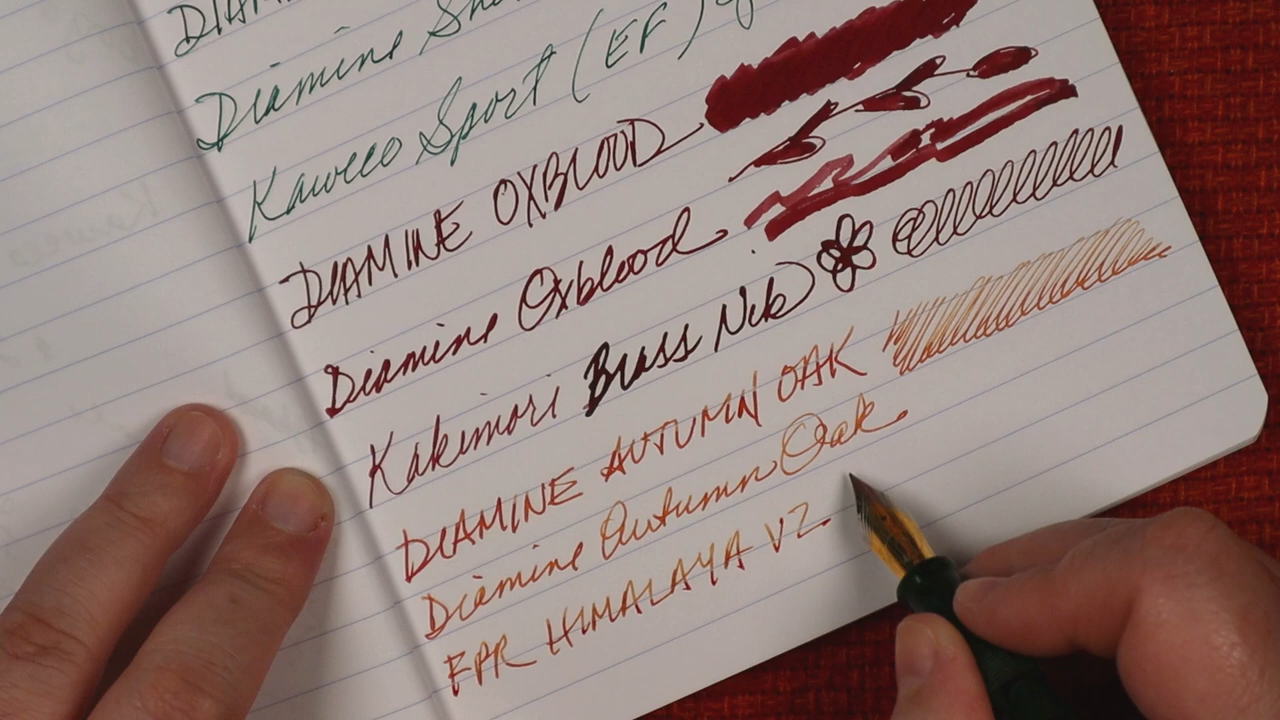 DIAM
Diamine
Kaweco Sport (EF)
DIAMINE OXBLOOD
Diamine Oxblood
Kakimori Brass Nib
DIAMINE AUTUMN OAK
Diamine Autumn Oak
FPR HIMALAYA V2